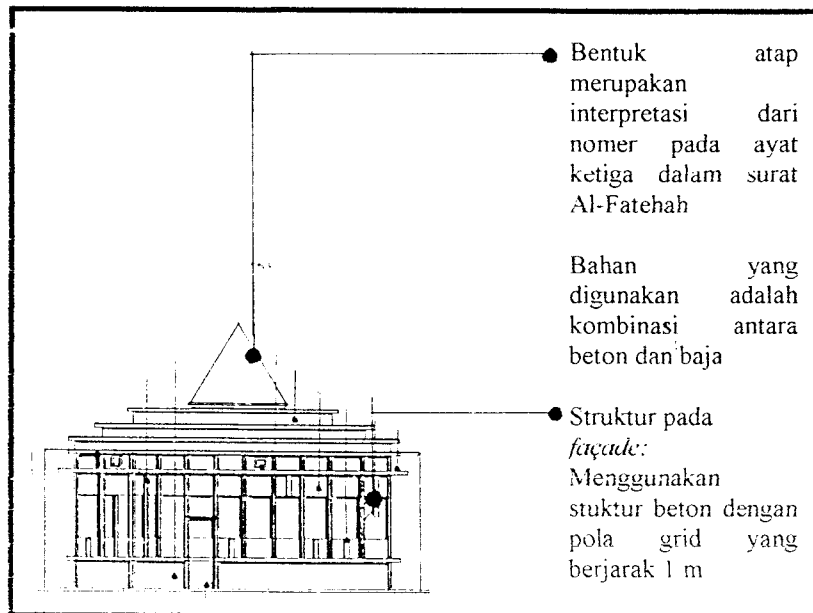 Bentuk atap
merupakan
interpretasi dari
nomer pada ayat
ketiga dalam surat
Al-Fatehah
Bahan yang
digunakan adalah
kombinasi antara
beton dan baja
Struktur pada
façade:
Menggunakan
stuktur beton dengan
pola grid yang
berjarak 1 m